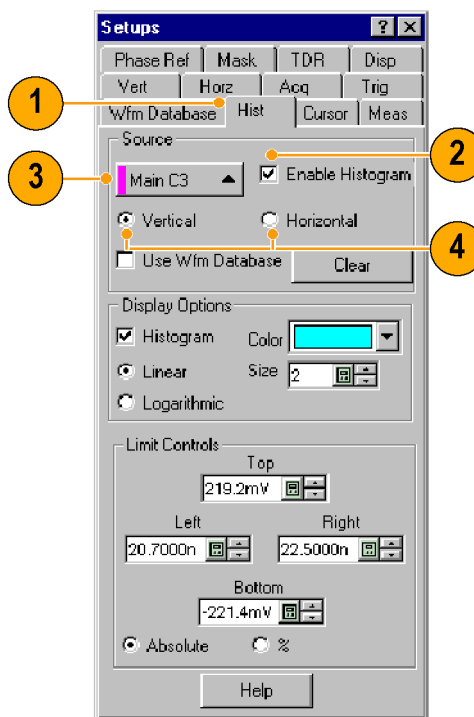 Setups
Phase Ref Mask TDR Disp
Vert Horz Acq Trig
1
Wfm Database Hist Cursor Meas
Source
2
3
Main C3 Enable Histogram
Vertical Horizontal
4
Use Wfm Database Clear
Display Options
Histogram Color
Linear Size 2
Logarithmic
Limit Controls
Top
219.2mV
Left Right
20.7000n 22.5000n
Bottom
-221.4mV
Absolute %
Help